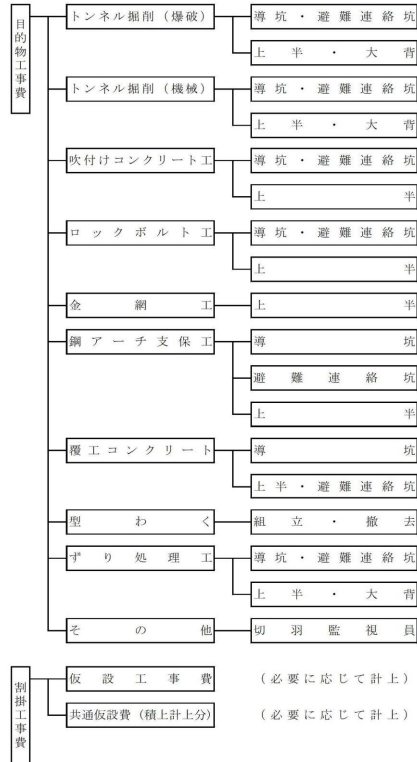 目的物工事費
トンネル掘削（爆破） 導坑・避難連絡坑
上半・大背
トンネル掘削（機械） 導坑・避難連絡坑
上半・大背
吹付けコンクリート工 導坑・避難連絡坑
上半
ロックボルト工 導坑・避難連絡坑
上半
金網工 上半
鋼アーチ支保工 導坑
避難連絡坑
上半
覆工コンクリート 導坑
上半・避難連絡坑
型わく 組立・撤去
ずり処理工 導坑・避難連絡坑
上半・大背
その他 切羽監視員
割掛工事費
仮設工事費 （必要に応じて計上）
共通仮設費（積上計上分） （必要に応じて計上）